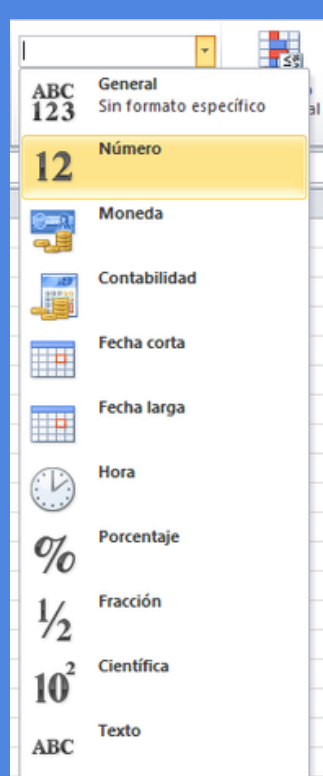 ABC
123
General
Sin formato específico
al
12
Número
Moneda
Contabilidad
Fecha corta
Fecha larga
Hora
%
Porcentaje
1/2
Fracción
10²
Científica
ABC
Texto